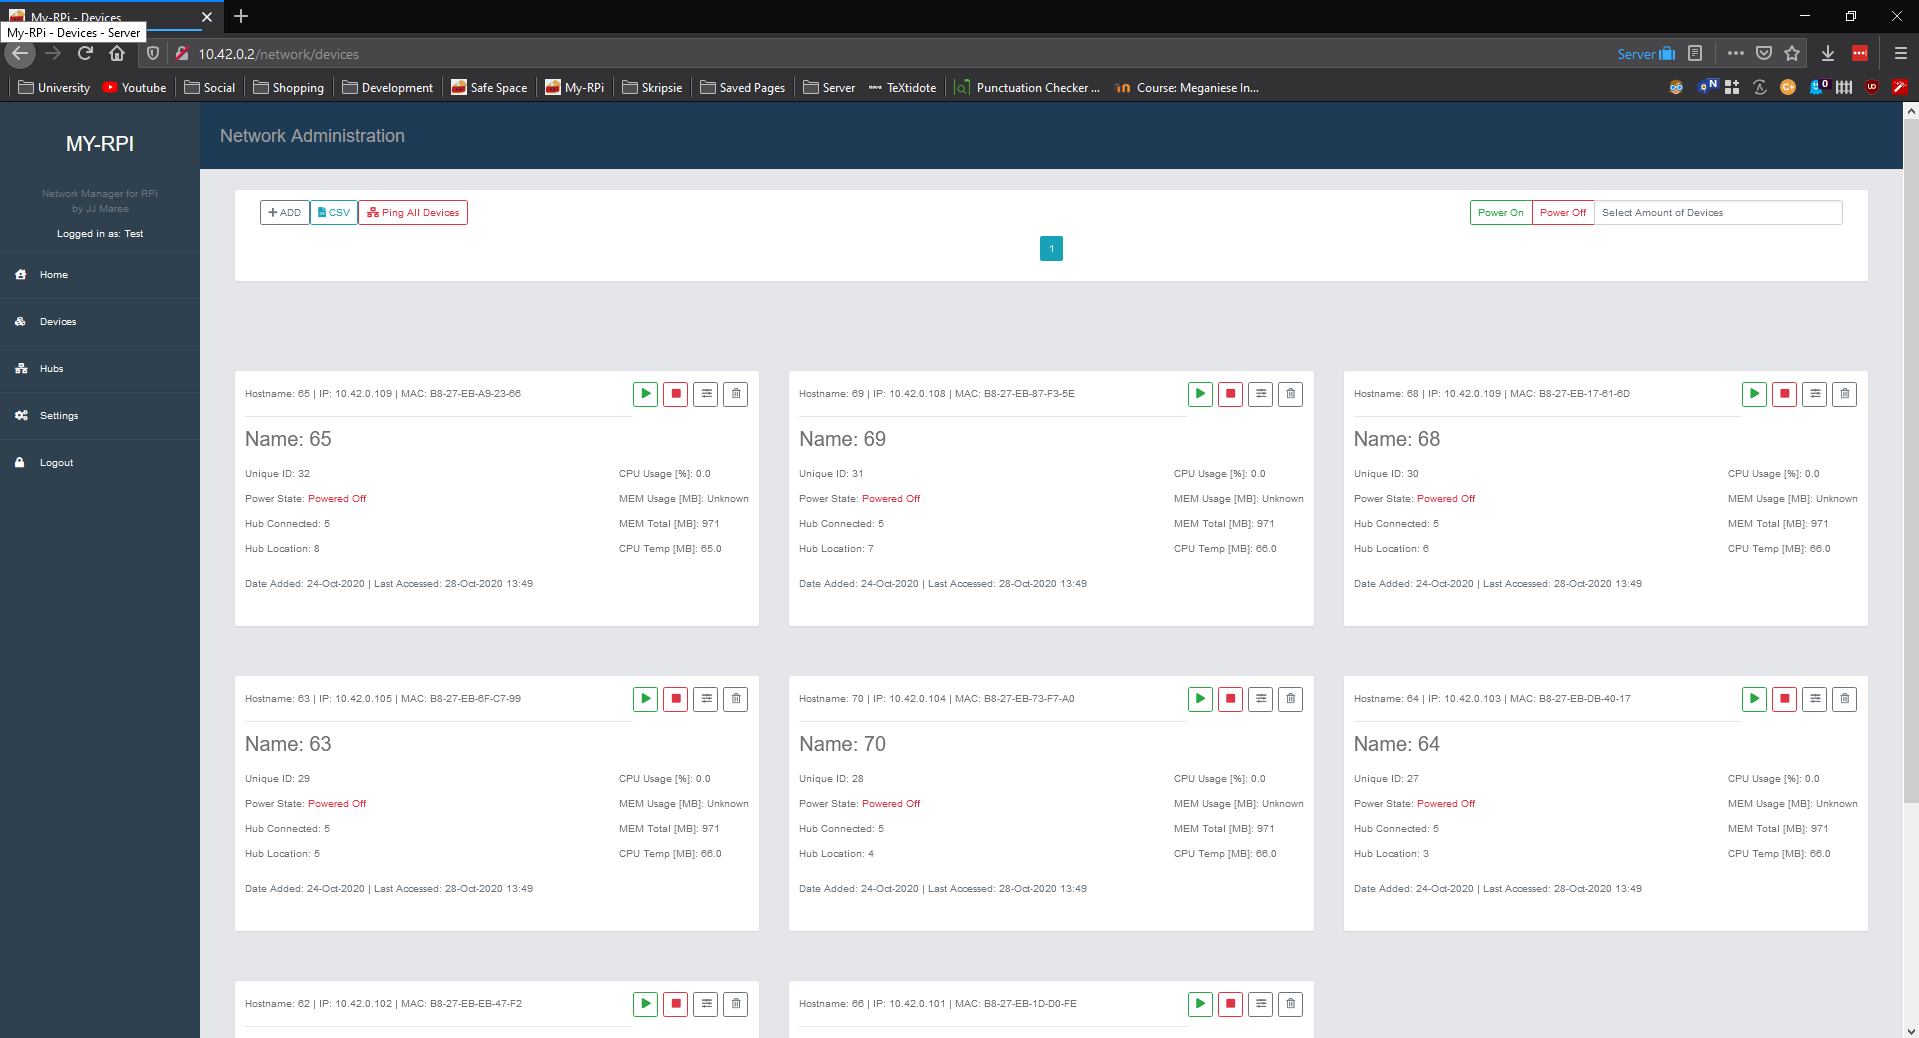 My-RPi - Devices
My-RPi - Devices - Server
10.42.0.2/network/devices
Server
University
Youtube
Social
Shopping
Development
Safe Space
My-RPi
Skripsie
Saved Pages
Server
TeXtidote
Punctuation Checker ...
Course: Meganiese In...
MY-RPI
Network Manager for RPi
by JJ Maree
Logged in as: Test
Home
Devices
Hubs
Settings
Logout
Network Administration
ADD
CSV
Ping All Devices
Power On
Power Off
Select Amount of Devices
1
Hostname: 65 | IP: 10.42.0.109 | MAC: B8-27-EB-A9-23-66
Name: 65
Unique ID: 32
CPU Usage [%]: 0.0
Power State: Powered Off
MEM Usage [MB]: Unknown
Hub Connected: 5
MEM Total [MB]: 971
Hub Location: 8
CPU Temp [MB]: 65.0
Date Added: 24-Oct-2020 | Last Accessed: 28-Oct-2020 13:49
Hostname: 69 | IP: 10.42.0.108 | MAC: B8-27-EB-87-F3-5E
Name: 69
Unique ID: 31
CPU Usage [%]: 0.0
Power State: Powered Off
MEM Usage [MB]: Unknown
Hub Connected: 5
MEM Total [MB]: 971
Hub Location: 7
CPU Temp [MB]: 66.0
Date Added: 24-Oct-2020 | Last Accessed: 28-Oct-2020 13:49
Hostname: 68 | IP: 10.42.0.109 | MAC: B8-27-EB-17-61-6D
Name: 68
Unique ID: 30
CPU Usage [%]: 0.0
Power State: Powered Off
MEM Usage [MB]: Unknown
Hub Connected: 5
MEM Total [MB]: 971
Hub Location: 6
CPU Temp [MB]: 66.0
Date Added: 24-Oct-2020 | Last Accessed: 28-Oct-2020 13:49
Hostname: 63 | IP: 10.42.0.105 | MAC: B8-27-EB-6F-C7-99
Name: 63
Unique ID: 29
CPU Usage [%]: 0.0
Power State: Powered Off
MEM Usage [MB]: Unknown
Hub Connected: 5
MEM Total [MB]: 971
Hub Location: 5
CPU Temp [MB]: 66.0
Date Added: 24-Oct-2020 | Last Accessed: 28-Oct-2020 13:49
Hostname: 70 | IP: 10.42.0.104 | MAC: B8-27-EB-73-F7-A0
Name: 70
Unique ID: 28
CPU Usage [%]: 0.0
Power State: Powered Off
MEM Usage [MB]: Unknown
Hub Connected: 5
MEM Total [MB]: 971
Hub Location: 4
CPU Temp [MB]: 66.0
Date Added: 24-Oct-2020 | Last Accessed: 28-Oct-2020 13:49
Hostname: 64 | IP: 10.42.0.103 | MAC: B8-27-EB-DB-40-17
Name: 64
Unique ID: 27
CPU Usage [%]: 0.0
Power State: Powered Off
MEM Usage [MB]: Unknown
Hub Connected: 5
MEM Total [MB]: 971
Hub Location: 3
CPU Temp [MB]: 66.0
Date Added: 24-Oct-2020 | Last Accessed: 28-Oct-2020 13:49
Hostname: 62 | IP: 10.42.0.102 | MAC: B8-27-EB-EB-47-F2
Hostname: 66 | IP: 10.42.0.101 | MAC: B8-27-EB-1D-D0-FE